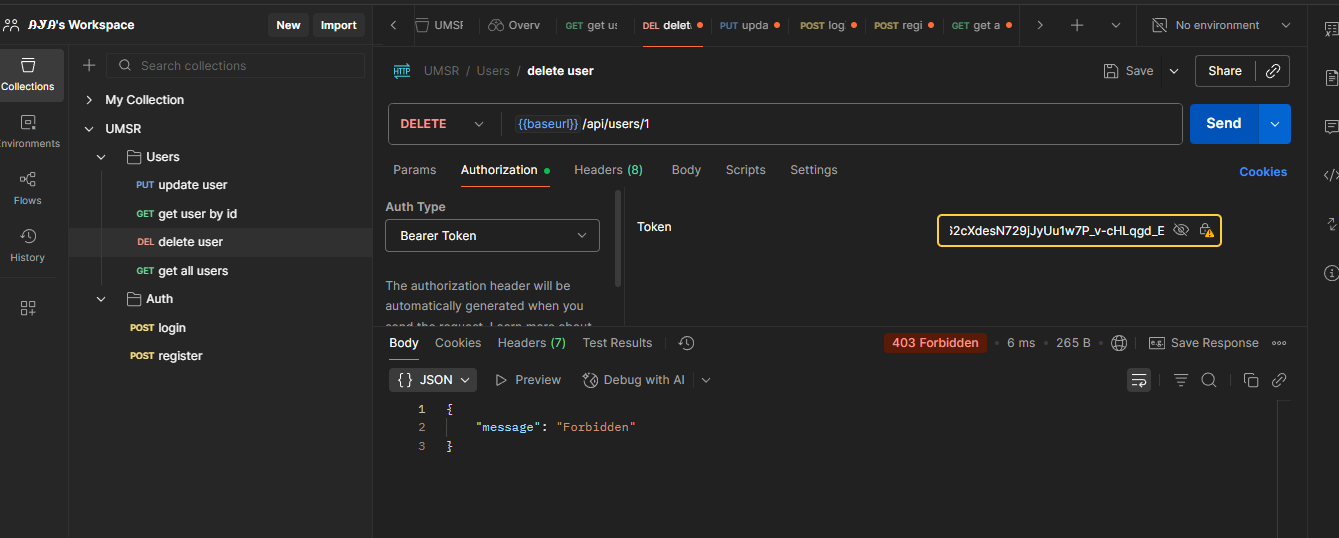 AYA's Workspace
New
Import
UMSR
Overv
GET get us
DEL delet
PUT upda
POST log
POST regi
GET get a
No environment
Collections
Environments
Flows
History
Search collections
My Collection
UMSR
Users
PUT update user
GET get user by id
DEL delete user
GET get all users
Auth
POST login
POST register
HTTP
UMSR / Users / delete user
Save
Share
DELETE
{{baseurl}} /api/users/1
Send
Params
Authorization
Headers (8)
Body
Scripts
Settings
Cookies
Auth Type
Bearer Token
The authorization header will be
automatically generated when you
send the request. Learn more about
Token
32cXdesN729jJyUu1w7P_v-cHLqgd_E
Body
Cookies
Headers (7)
Test Results
403 Forbidden
6 ms
265 B
e.g.
Save Response
{} JSON
Preview
Debug with AI
1 {
2 "message": "Forbidden"
3 }